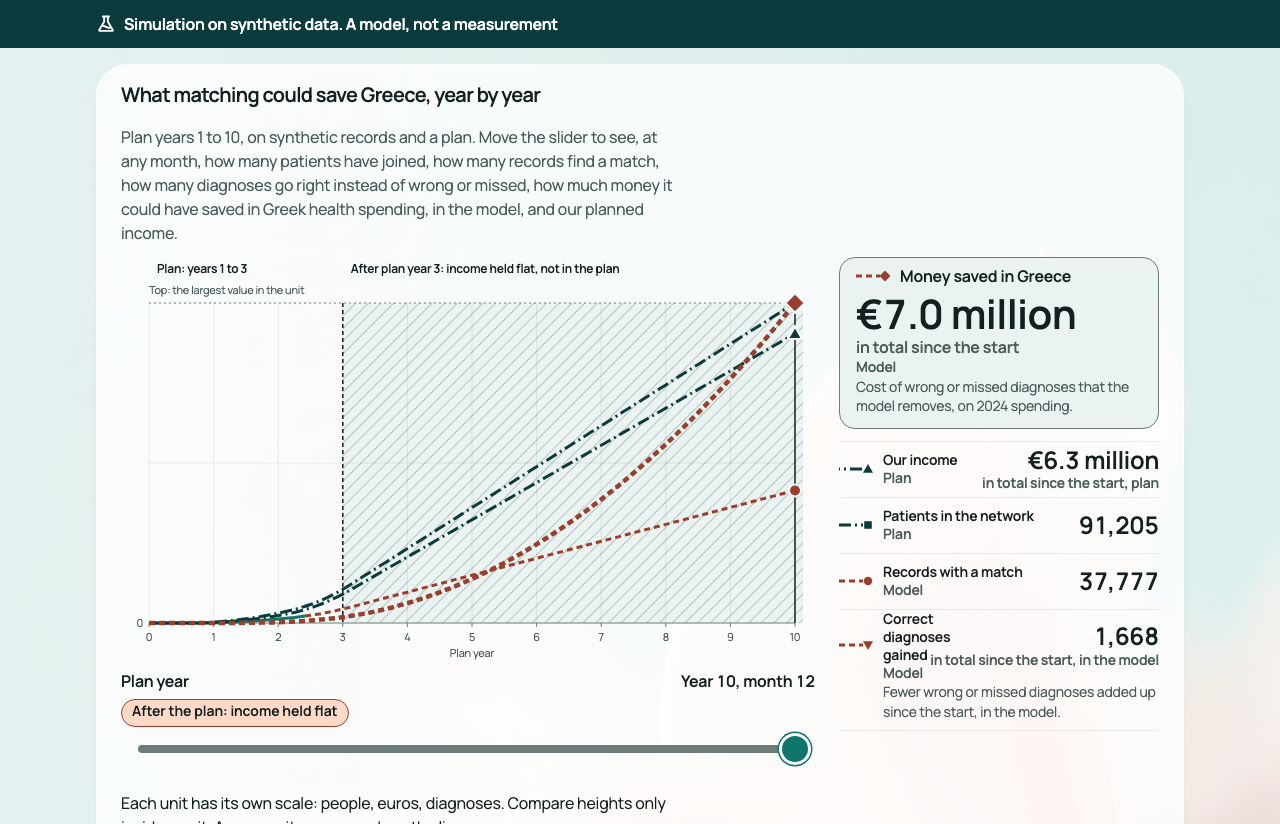 Simulation on synthetic data. A model, not a measurement
What matching could save Greece, year by year
Plan years 1 to 10, on synthetic records and a plan. Move the slider to see, at
any month, how many patients have joined, how many records find a match,
how many diagnoses go right instead of wrong or missed, how much money it
could have saved in Greek health spending, in the model, and our planned
income.
Plan: years 1 to 3
After plan year 3: income held flat, not in the plan
Top: the largest value in the unit
0
0 1 2 3 4 5 6 7 8 9 10
Plan year
Money saved in Greece
€7.0 million
in total since the start
Model
Cost of wrong or missed diagnoses that the
model removes, on 2024 spending.
Our income
Plan
€6.3 million
in total since the start, plan
Patients in the network
Plan
91,205
Records with a match
Model
37,777
Correct
diagnoses
gained
Model
1,668
in total since the start, in the model
Fewer wrong or missed diagnoses added up
since the start, in the model.
Plan year
Year 10, month 12
After the plan: income held flat
Each unit has its own scale: people, euros, diagnoses. Compare heights only